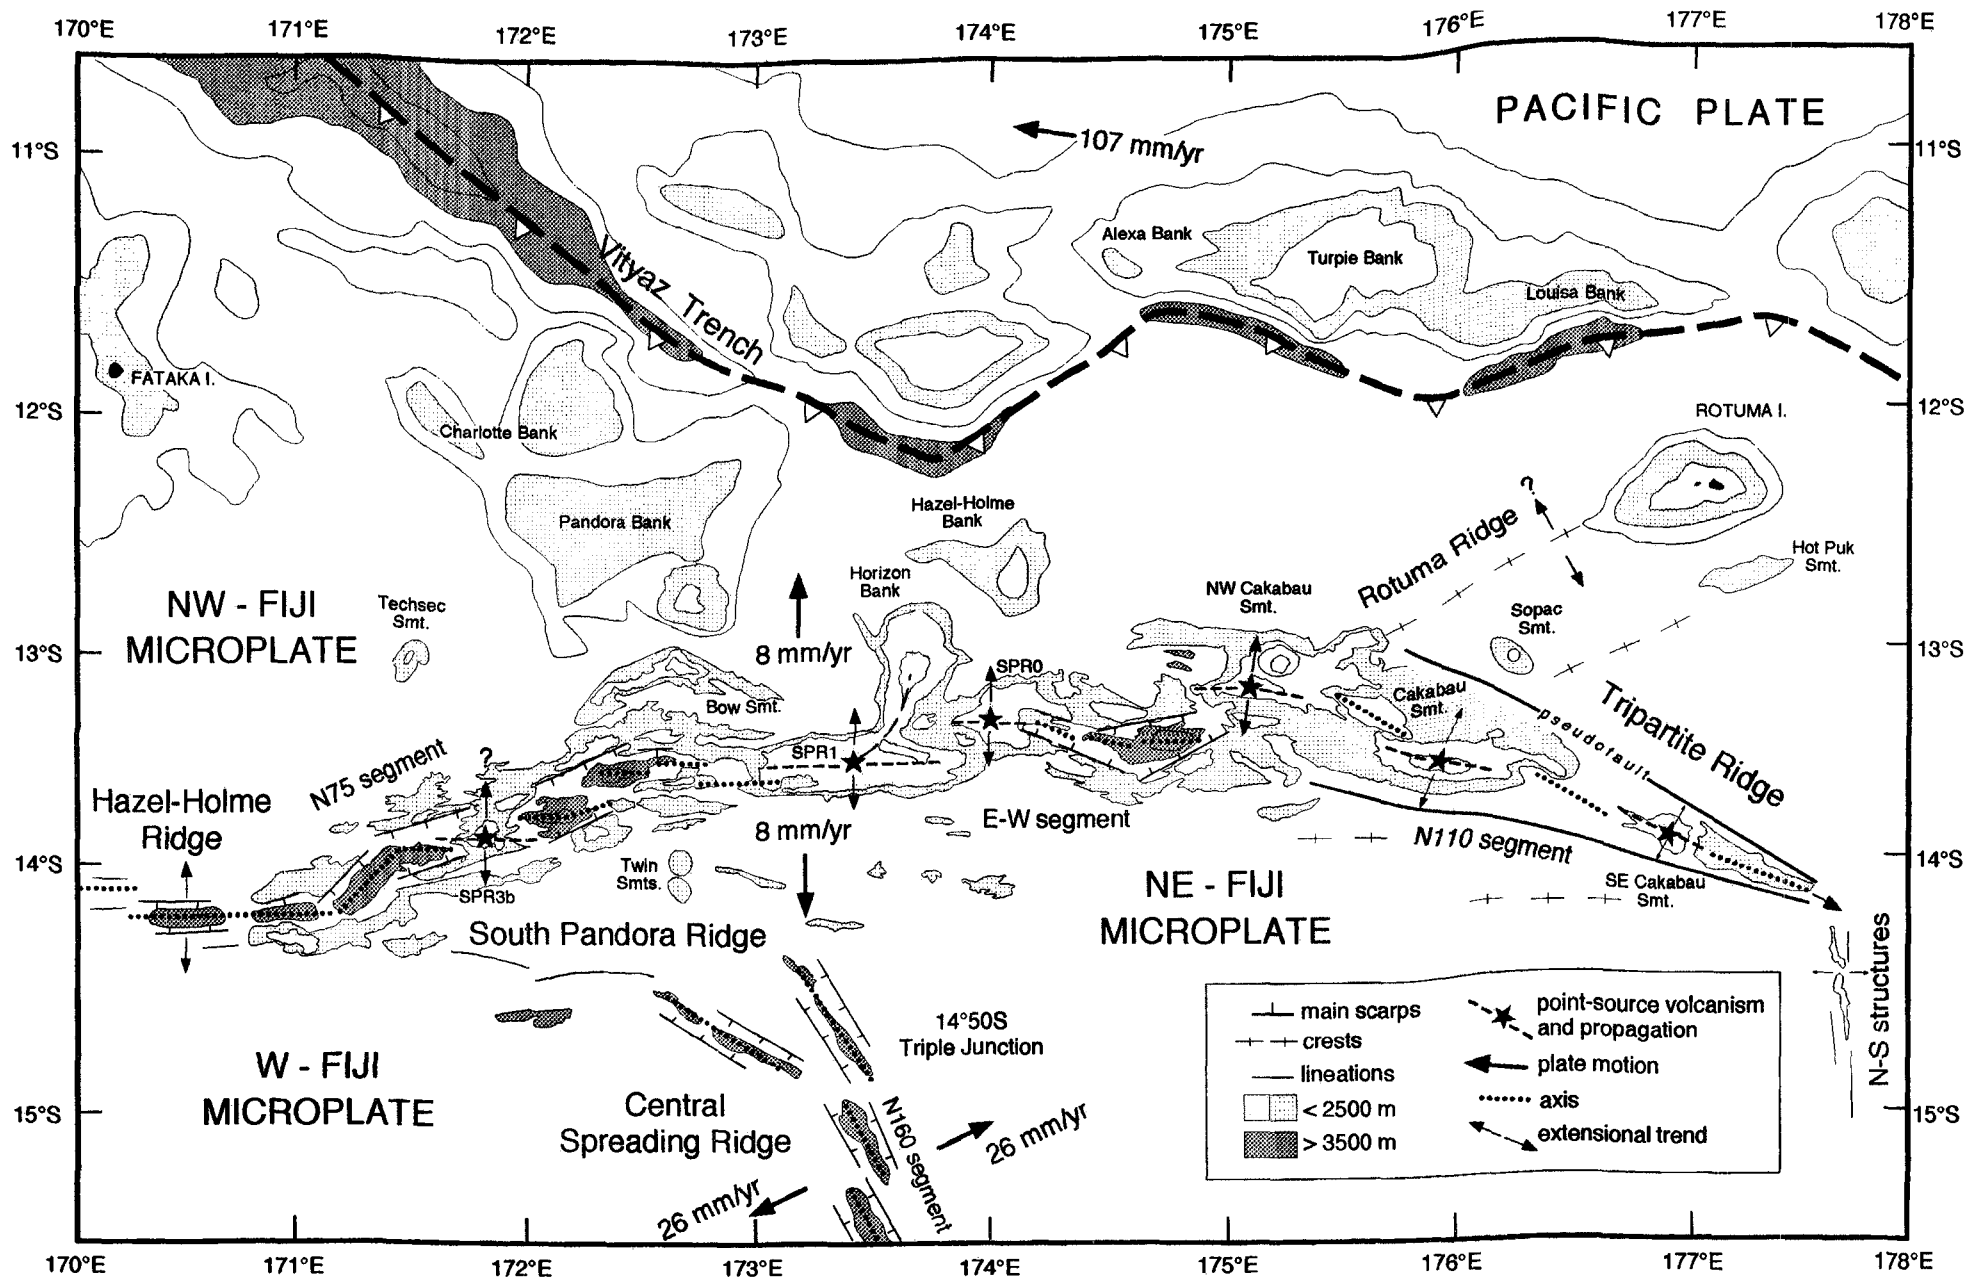 170°E 171°E 172°E 173°E 174°E 175°E 176°E 177°E 178°E
PACIFIC PLATE
107 mm/yr
11°S
11°S
Alexa Bank
Turpie Bank
Louisa Bank
Vityaz Trench
FATAKA I.
12°S
12°S
ROTUMA I.
Charlotte Bank
Pandora Bank
Hazel-Holme
Bank
?
Rotuma Ridge
Hot Puk
Smt.
Horizon
Bank
NW Cakabau
Smt.
Sopac
Smt.
NW - FIJI
MICROPLATE
Techsec
Smt.
8 mm/yr
13°S
13°S
SPR0
Bow Smt.
Cakabau
Smt.
pseudofault
Tripartite Ridge
SPR1
?
N75 segment
Hazel-Holme
Ridge
8 mm/yr
E-W segment
N110 segment
14°S
14°S
Twin
Smts.
SPR3b
SE Cakabau
Smt.
NE - FIJI
MICROPLATE
South Pandora Ridge
N-S structures
14°50S
Triple Junction
W - FIJI
MICROPLATE
Central
Spreading Ridge
N160 segment
26 mm/yr
26 mm/yr
15°S
15°S
main scarps
crests
lineations
< 2500 m
> 3500 m
point-source volcanism
and propagation
plate motion
axis
extensional trend
170°E 171°E 172°E 173°E 174°E 175°E 176°E 177°E 178°E